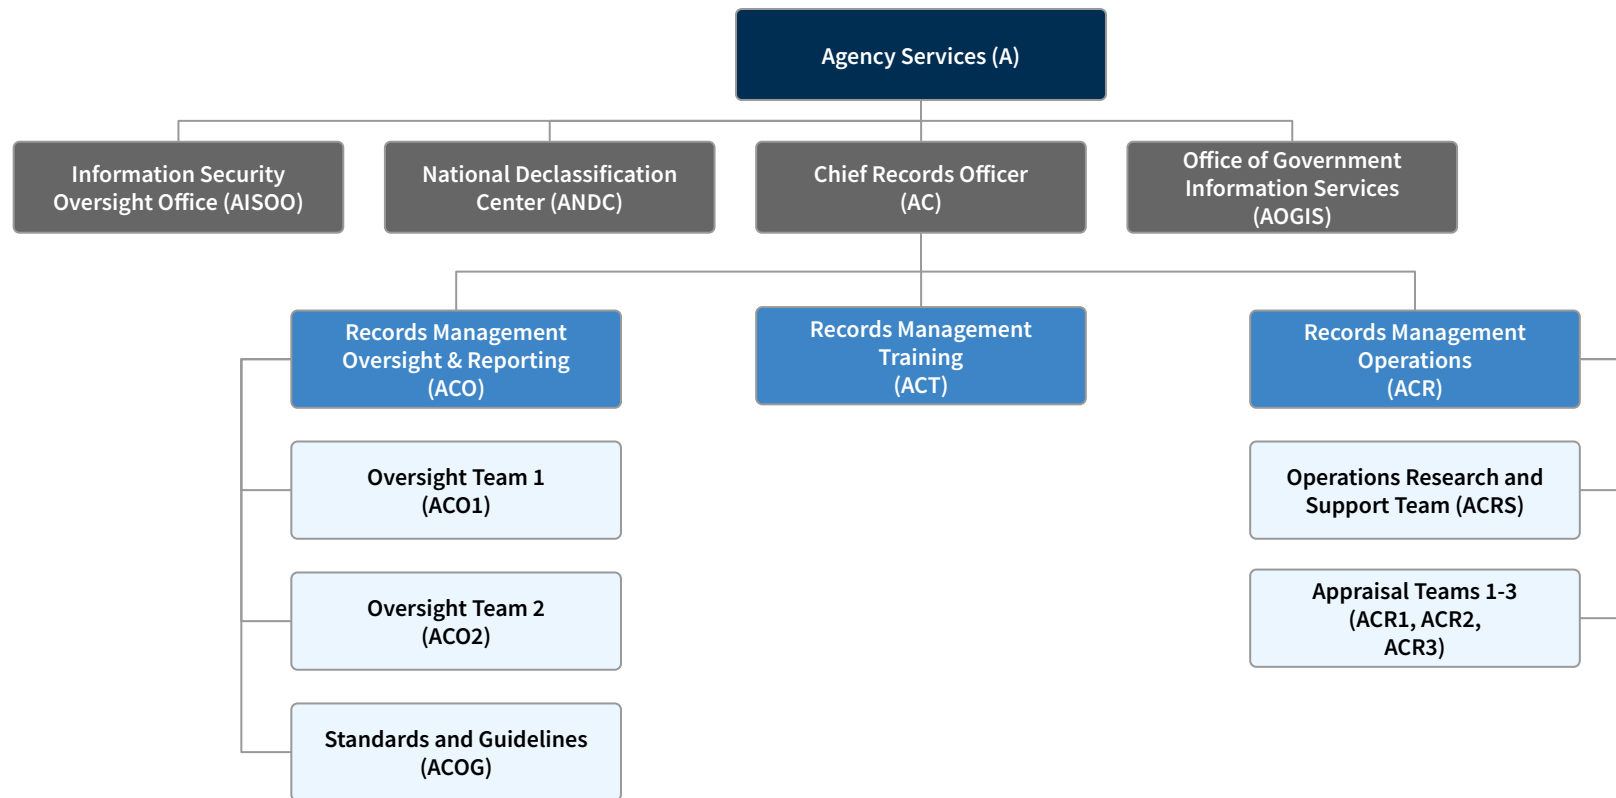 Agency Services (A)
Information Security
Oversight Office (AISOO)
National Declassification
Center (ANDC)
Chief Records Officer
(AC)
Office of Government
Information Services
(AOGIS)
Records Management
Oversight & Reporting
(ACO)
Records Management
Training
(ACT)
Records Management
Operations
(ACR)
Oversight Team 1
(ACO1)
Operations Research and
Support Team (ACRS)
Oversight Team 2
(ACO2)
Appraisal Teams 1-3
(ACR1, ACR2,
ACR3)
Standards and Guidelines
(ACOG)